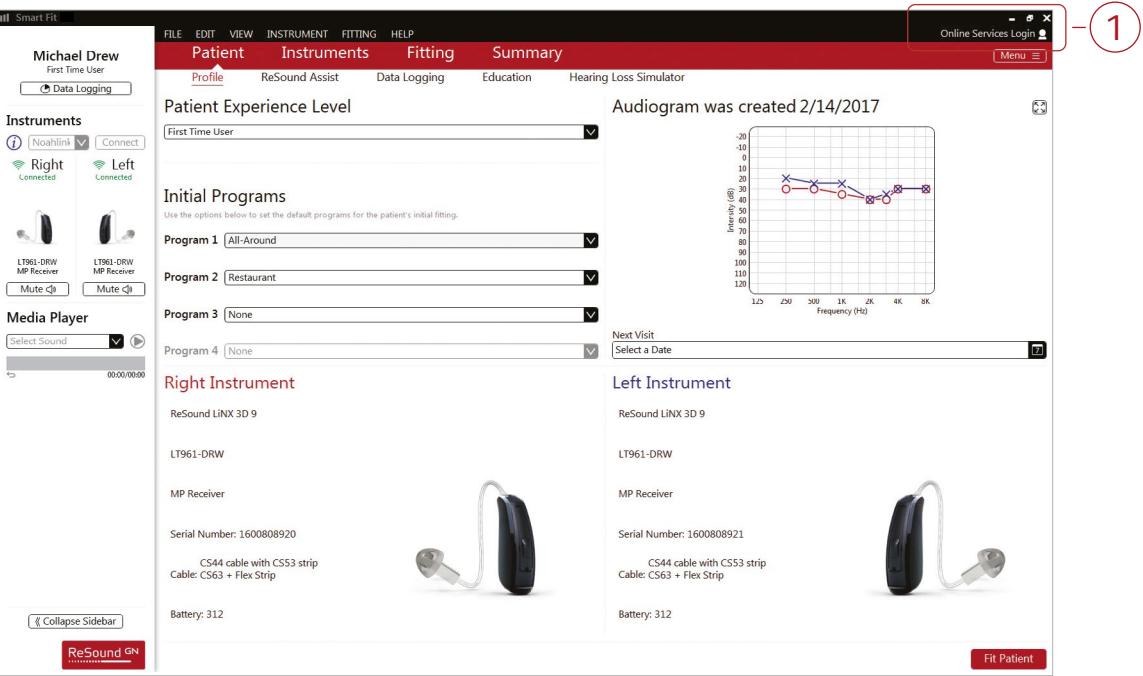 Smart Fit
Online Services Login
1
FILE EDIT VIEW INSTRUMENT FITTING HELP
Patient Instruments Fitting Summary
Menu
Profile ReSound Assist Data Logging Education Hearing Loss Simulator
Michael Drew
First Time User
Data Logging
Instruments
i Noahlink Connect
Right Left
Connected Connected
LT961-DRW LT961-DRW
MP Receiver MP Receiver
Mute Mute
Media Player
Select Sound
00:00/00:00
Collapse Sidebar
ReSound GN
Patient Experience Level
First Time User
Initial Programs
Use the options below to set the default programs for the patient's initial fitting.
Program 1 All-Around
Program 2 Restaurant
Program 3 None
Program 4 None
Audiogram was created 2/14/2017
-20
-10
0
10
20
30
40
50
60
70
80
90
100
110
120
Intersity (dB)
125 250 500 1K 2K 4K 8K
Frequency (Hz)
Next Visit
Select a Date
7
Right Instrument
ReSound LiNX 3D 9
LT961-DRW
MP Receiver
Serial Number: 1600808920
CS44 cable with CS53 strip
Cable: CS63 + Flex Strip
Battery: 312
Left Instrument
ReSound LiNX 3D 9
LT961-DRW
MP Receiver
Serial Number: 1600808921
CS44 cable with CS53 strip
Cable: CS63 + Flex Strip
Battery: 312
Fit Patient